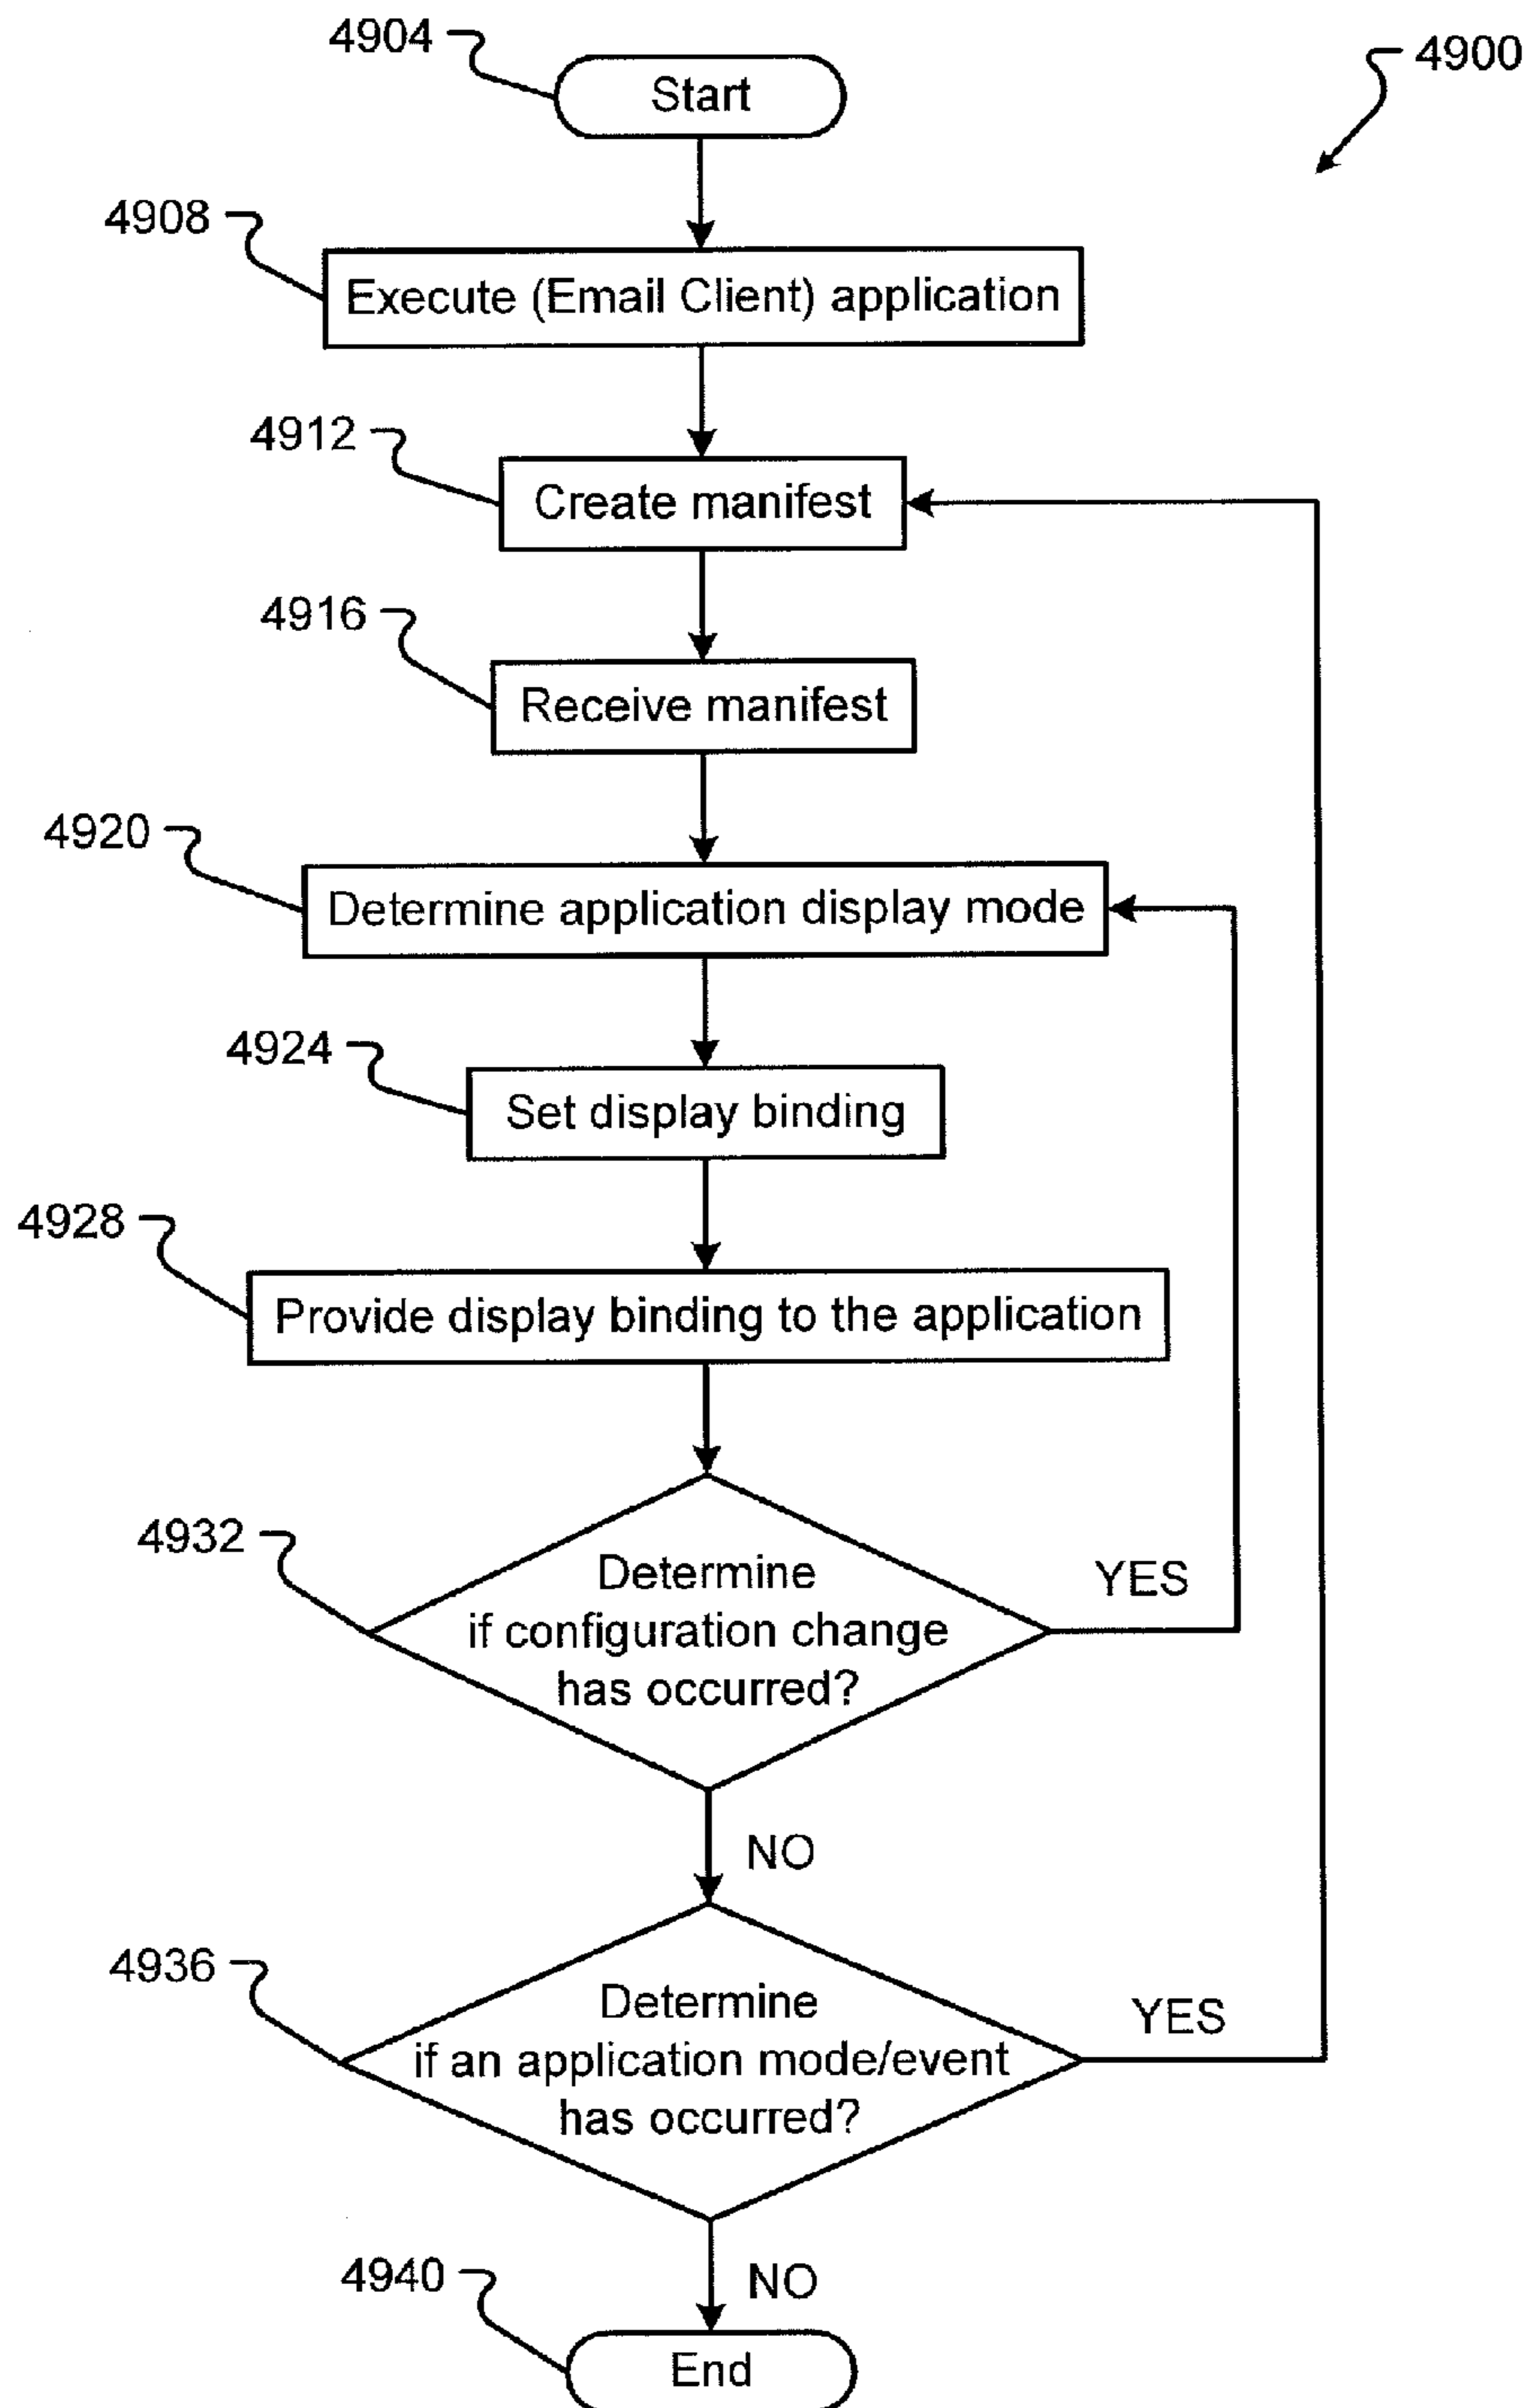 4904
Start
4900
4908
Execute (Email Client) application
4912
Create manifest
4916
Receive manifest
4920
Determine application display mode
4924
Set display binding
4928
Provide display binding to the application
4932
Determine
if configuration change
has occurred?
YES
NO
4936
Determine
if an application mode/event
has occurred?
YES
4940
NO
End